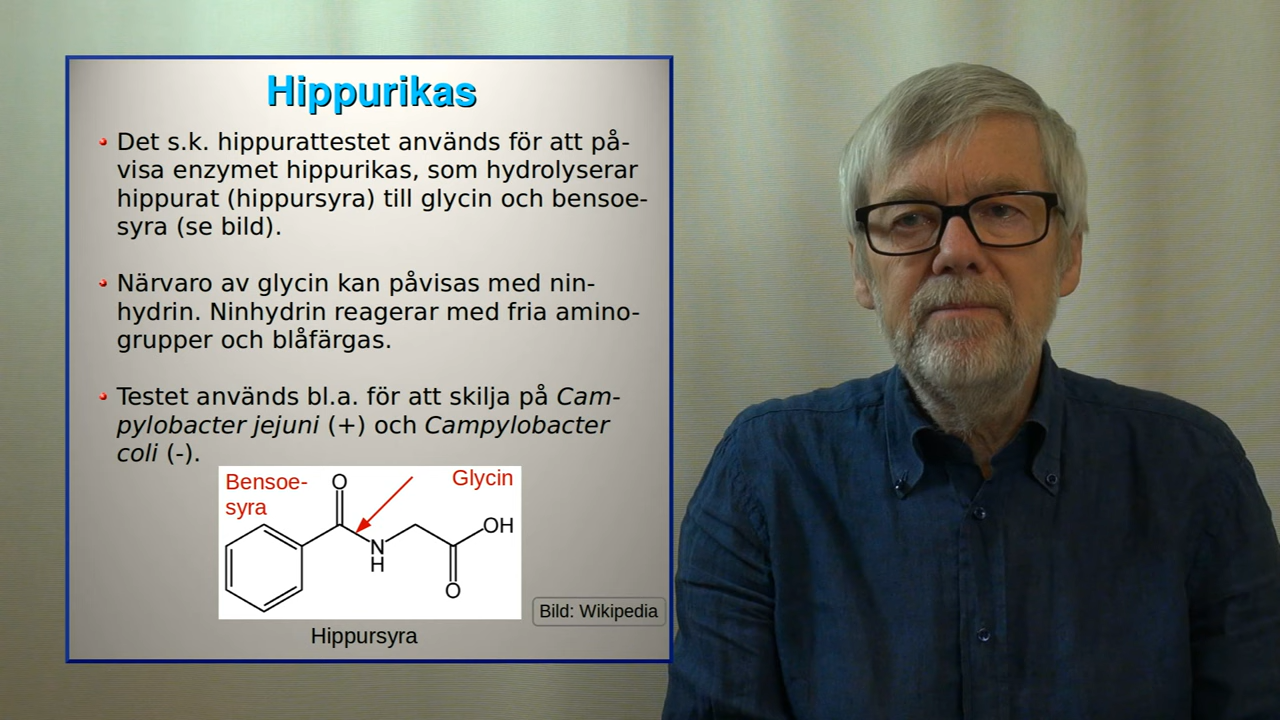 Hippurikas
Det s.k. hippurattestet används för att på-
visa enzymet hippurikas, som hydrolyserar
hippurat (hippursyra) till glycin och bensoe-
syra (se bild).
Närvaro av glycin kan påvisas med nin-
hydrin. Ninhydrin reagerar med fria amino-
grupper och blåfärgas.
Testet används bl.a. för att skilja på Cam-
pylobacter jejuni (+) och Campylobacter
coli (-).
Bensoe-
syra
Glycin
O
OH
N
H
O
Bild: Wikipedia
Hippursyra